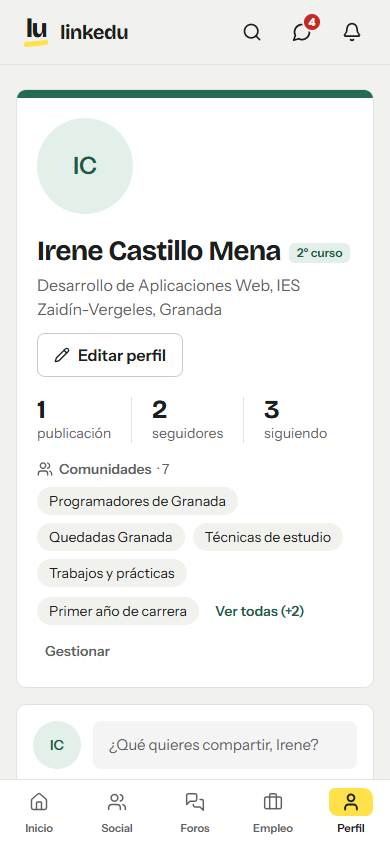 lu linkedu
4
IC
Irene Castillo Mena 2º curso
Desarrollo de Aplicaciones Web, IES
Zaidín-Vergeles, Granada
Editar perfil
1 2 3
publicación seguidores siguiendo
Comunidades · 7
Programadores de Granada
Quedadas Granada Técnicas de estudio
Trabajos y prácticas
Primer año de carrera Ver todas (+2)
Gestionar
IC ¿Qué quieres compartir, Irene?
Inicio Social Foros Empleo Perfil